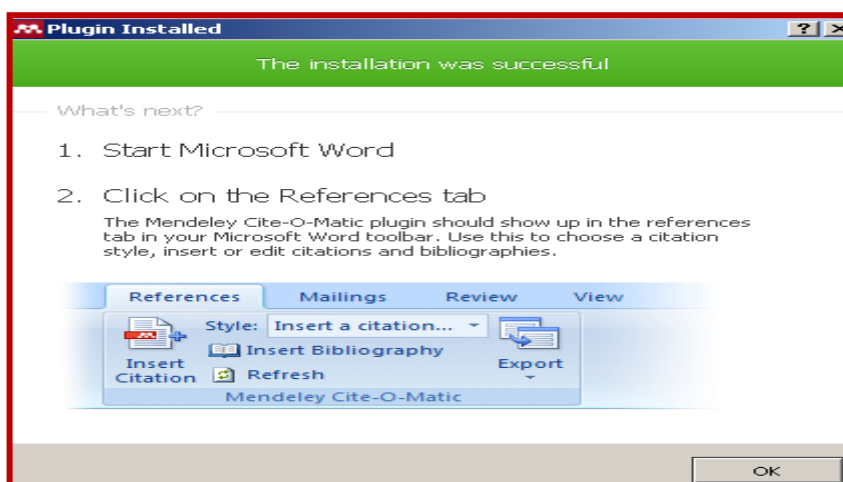 Plugin Installed
The installation was successful
What's next?
1. Start Microsoft Word
2. Click on the References tab
The Mendeley Cite-O-Matic plugin should show up in the references
tab in your Microsoft Word toolbar. Use this to choose a citation
style, insert or edit citations and bibliographies.
References Mailings Review View
Style: Insert a citation...
Insert Bibliography
Insert
Citation
Refresh
Export
Mendeley Cite-O-Matic
OK